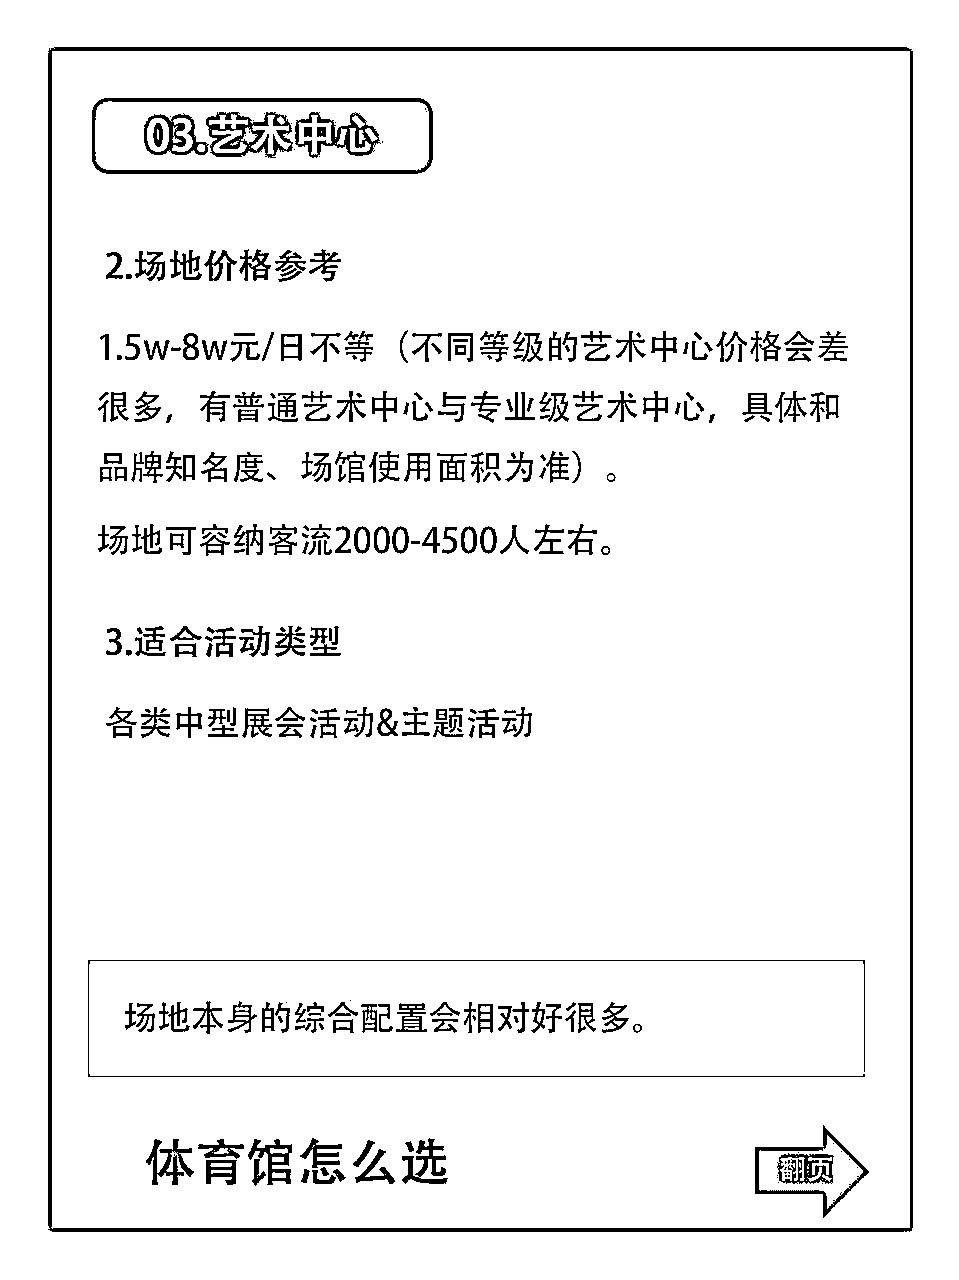 03.艺术中心
2.场地价格参考
1.5w-8w元/日不等（不同等级的艺术中心价格会差
很多，有普通艺术中心与专业级艺术中心，具体和
品牌知名度、场馆使用面积为准）。
场地可容纳客流2000-4500人左右。
3.适合活动类型
各类中型展会活动&主题活动
场地本身的综合配置会相对好很多。
体育馆怎么选
翻页